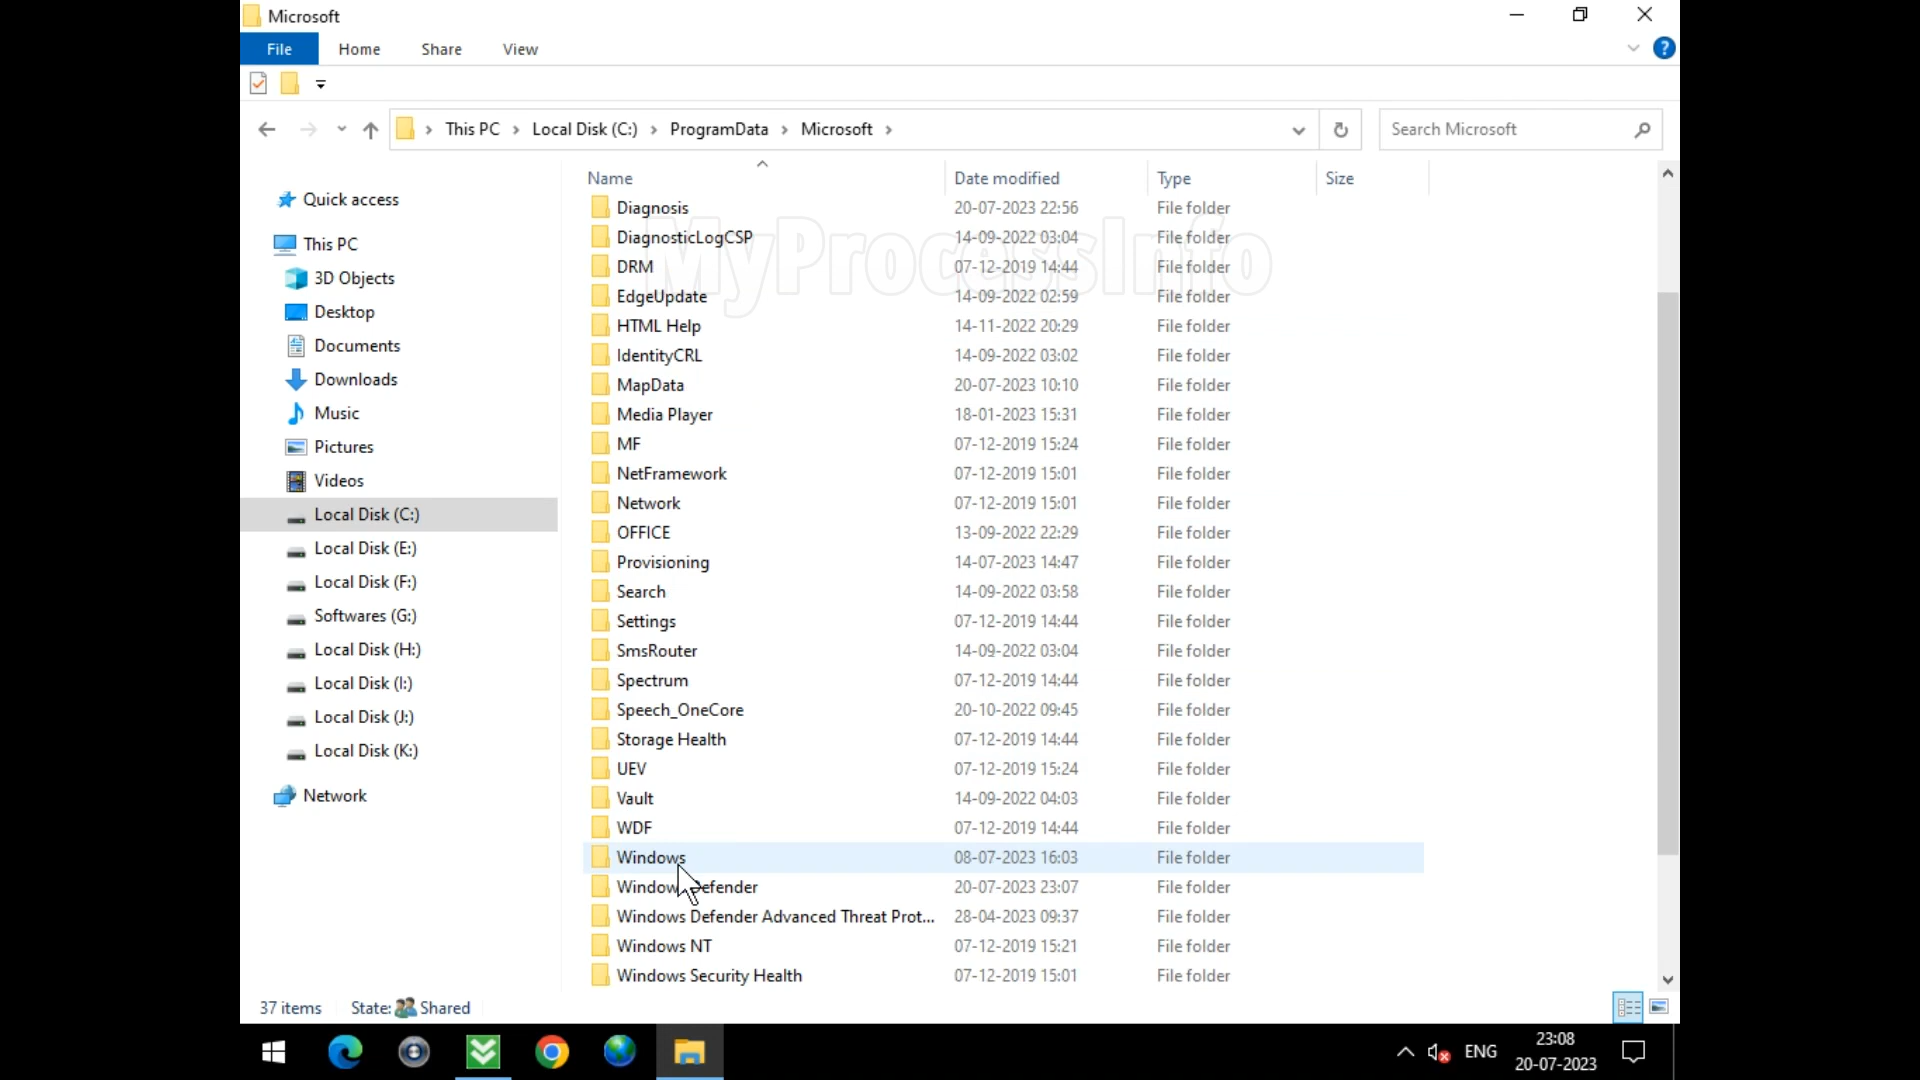 Microsoft
File Home Share View
This PC Local Disk (C:) ProgramData Microsoft
Search Microsoft
Quick access
This PC
3D Objects
Desktop
Documents
Downloads
Music
Pictures
Videos
Local Disk (C:)
Local Disk (E:)
Local Disk (F:)
Softwares (G:)
Local Disk (H:)
Local Disk (I:)
Local Disk (J:)
Local Disk (K:)
Network
Name Date modified Type Size
Diagnosis 20-07-2023 22:56 File folder
DiagnosticLogCSP 14-09-2022 03:04 File folder
MyProcessInfo
DRM 07-12-2019 14:44 File folder
EdgeUpdate 14-09-2022 02:59 File folder
HTML Help 14-11-2022 20:29 File folder
IdentityCRL 14-09-2022 03:02 File folder
MapData 20-07-2023 10:10 File folder
Media Player 18-01-2023 15:31 File folder
MF 07-12-2019 15:24 File folder
NetFramework 07-12-2019 15:01 File folder
Network 07-12-2019 15:01 File folder
OFFICE 13-09-2022 22:29 File folder
Provisioning 14-07-2023 14:47 File folder
Search 14-09-2022 03:58 File folder
Settings 07-12-2019 14:44 File folder
SmsRouter 14-09-2022 03:04 File folder
Spectrum 07-12-2019 14:44 File folder
Speech_OneCore 20-10-2022 09:45 File folder
Storage Health 07-12-2019 14:44 File folder
UEV 07-12-2019 15:24 File folder
Vault 14-09-2022 04:03 File folder
WDF 07-12-2019 14:44 File folder
Windows 08-07-2023 16:03 File folder
Windows Defender 20-07-2023 23:07 File folder
Windows Defender Advanced Threat Prot... 28-04-2023 09:37 File folder
Windows NT 07-12-2019 15:21 File folder
Windows Security Health 07-12-2019 15:01 File folder
37 items State: Shared
ENG
23:08
20-07-2023